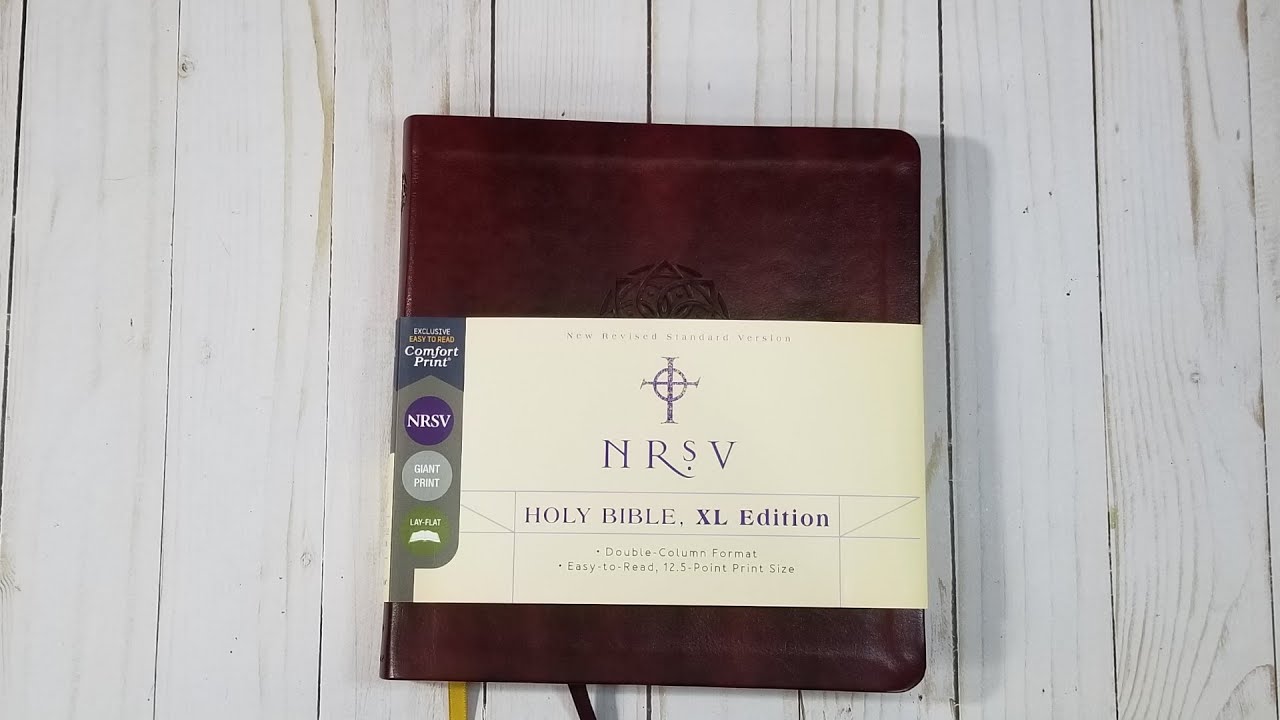 New Revised Standard Version
EXCLUSIVE
EASY TO READ
Comfort
Print®
NRSV
GIANT
PRINT
LAY-FLAT
NRSV
HOLY BIBLE, XL Edition
• Double-Column Format
• Easy-to-Read, 12.5-Point Print Size